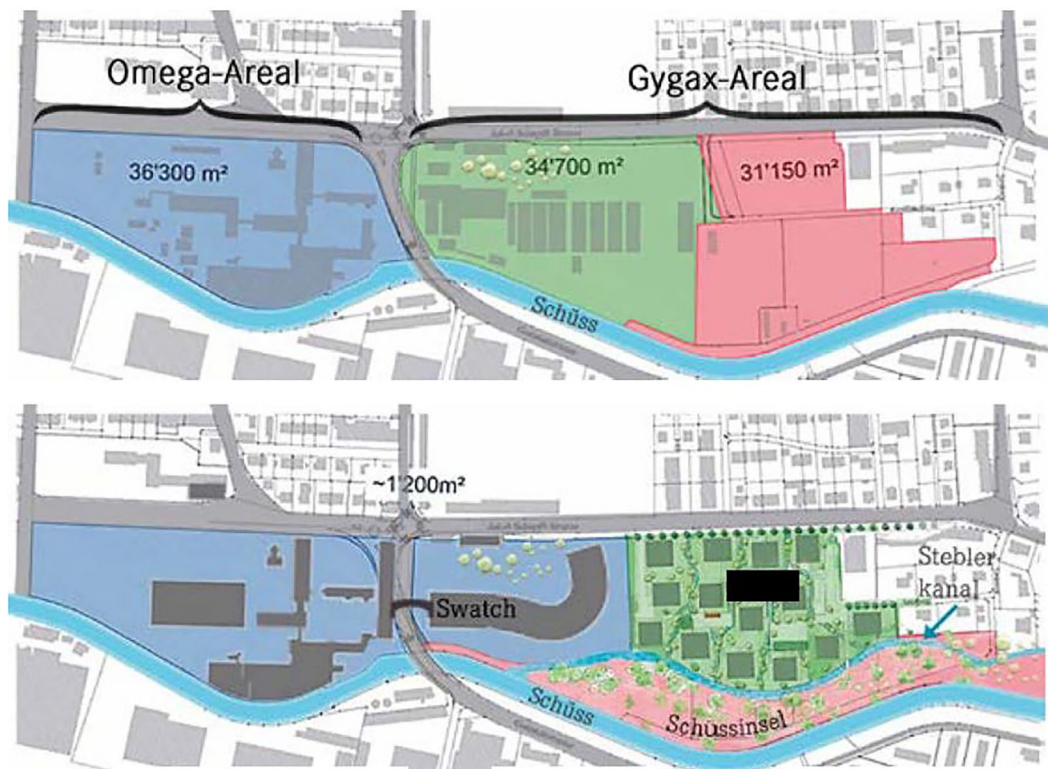 Omega-Areal
Gygax-Areal
36'300 m²
34'700 m²
31'150 m²
Schüss
~1'200m²
Stebler
kanal
Swatch
Schüss
Schüssinsel